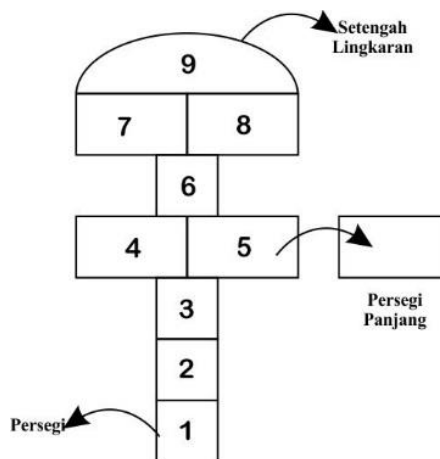 Setengah
Lingkaran
9
7 8
6
4 5
Persegi
Panjang
3
2
Persegi 1